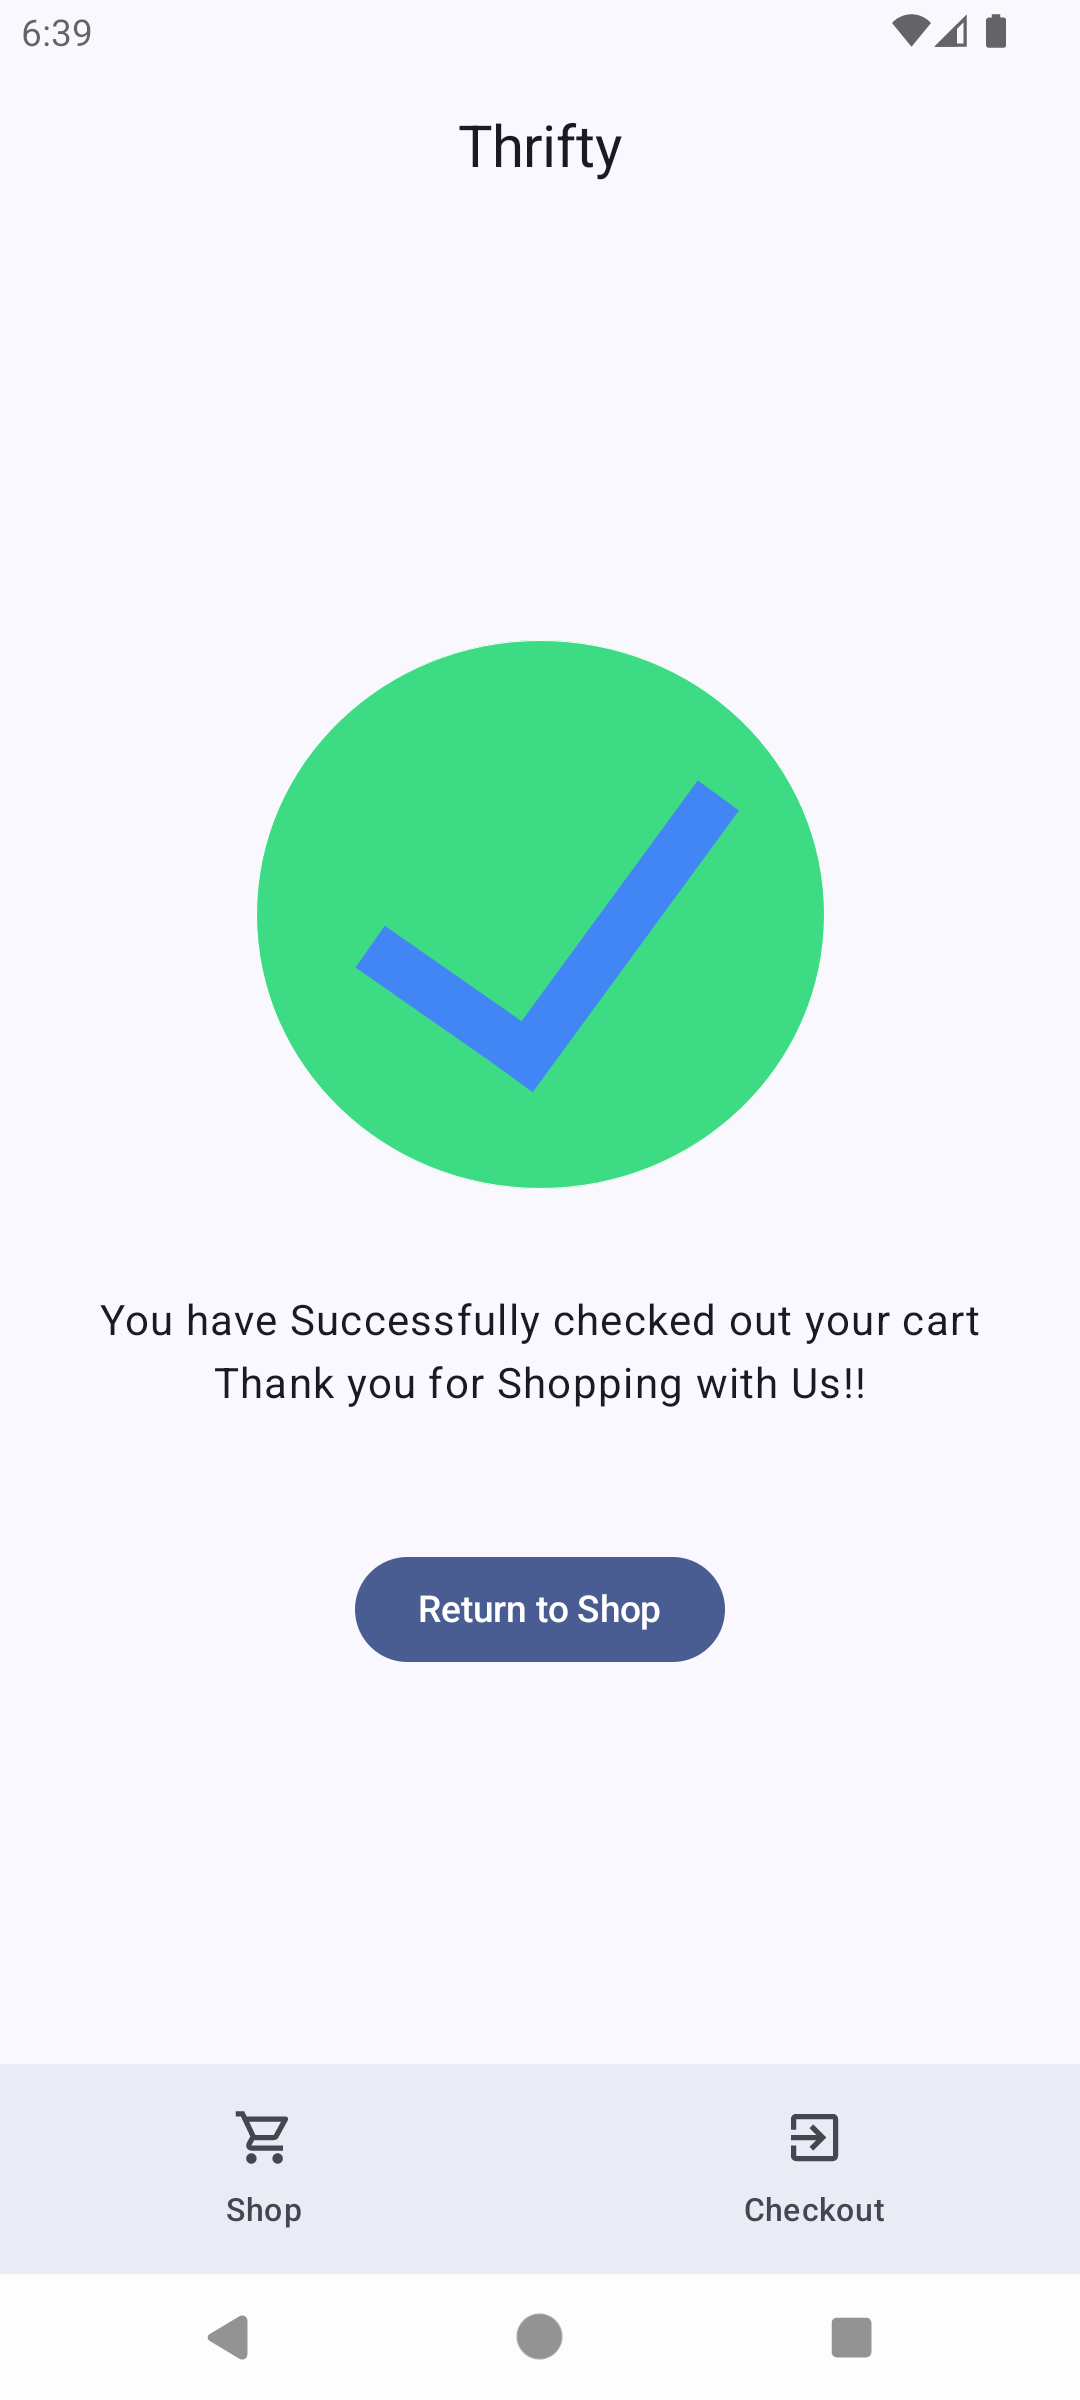 6:39
Thrifty
You have Successfully checked out your cart
Thank you for Shopping with Us!!
Return to Shop
Shop
Checkout